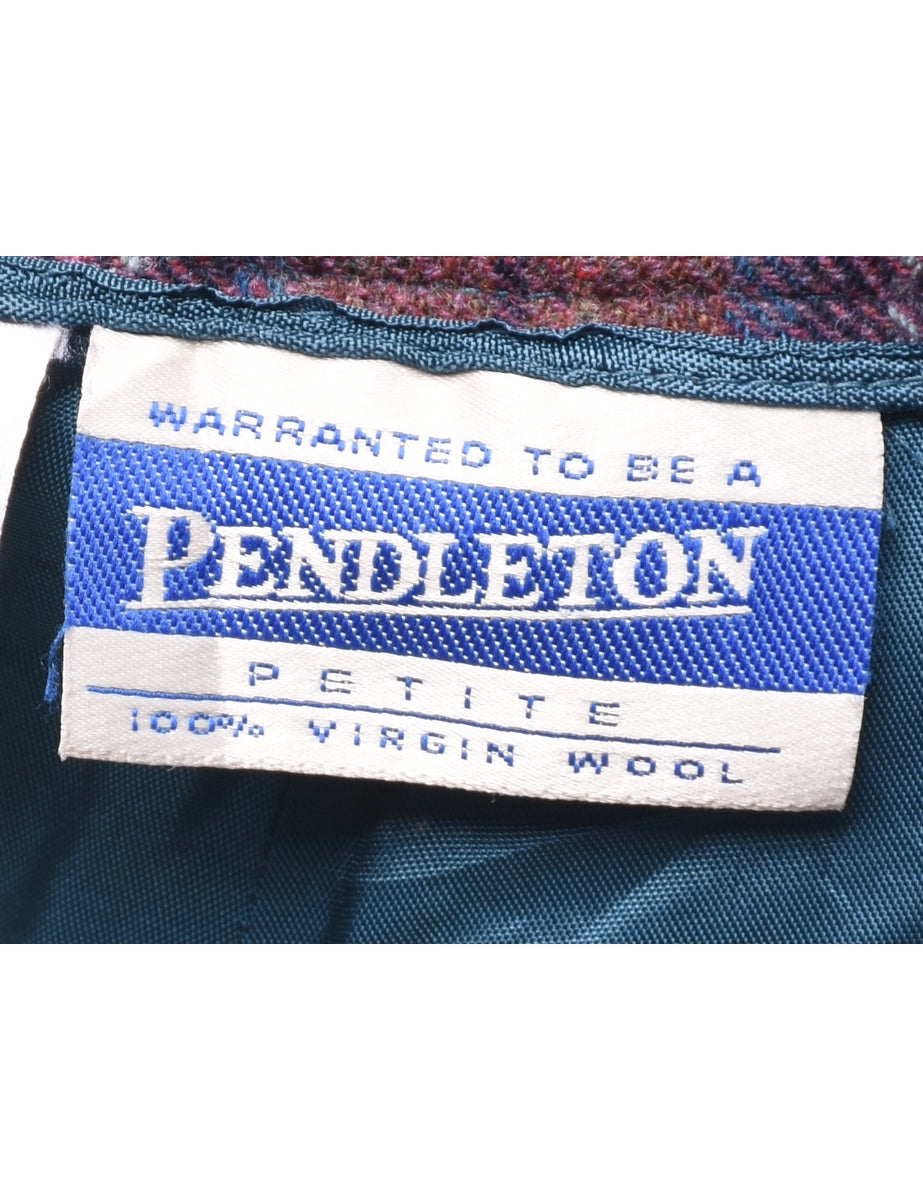 WARRANTED TO BE A
PENDLETON
PETITE
100% VIRGIN WOOL